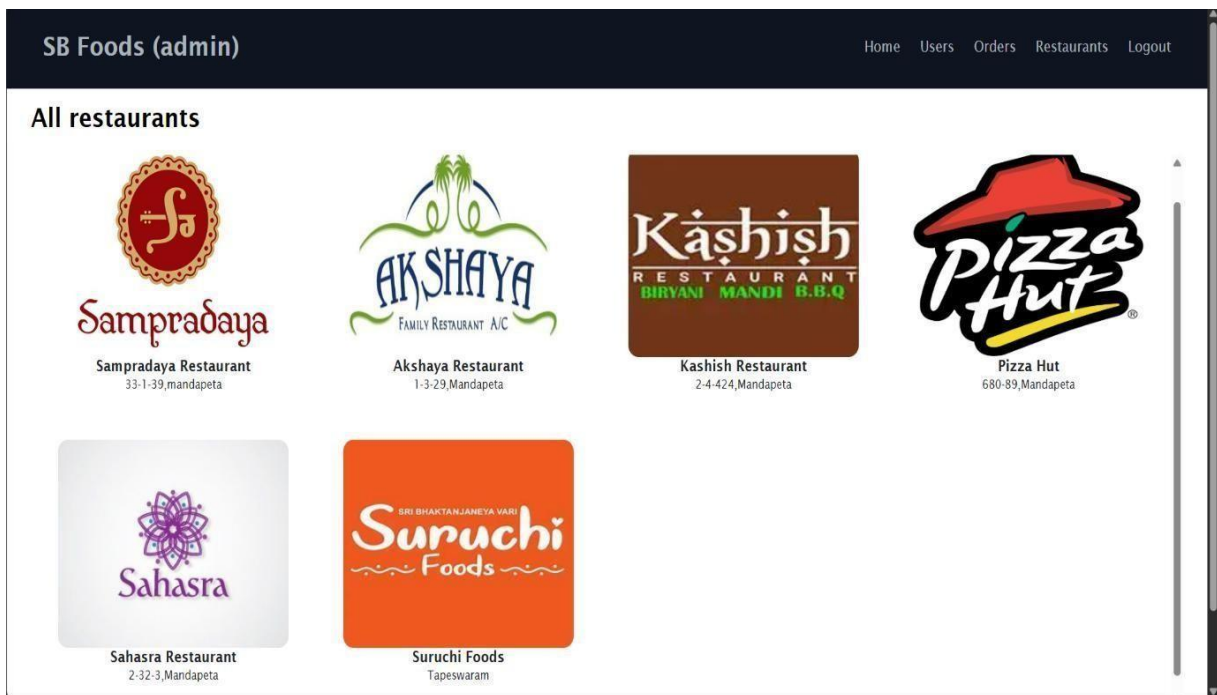 SB Foods (admin)
Home Users Orders Restaurants Logout
All restaurants
Sampradaya
AKSHAYA
FAMILY RESTAURANT A/C
Kashish
RESTAURANT
BIRYANI MANDI B.B.Q
Pizza
Hut
®
Sampradaya Restaurant
33-1-39,mandapeta
Akshaya Restaurant
1-3-29,Mandapeta
Kashish Restaurant
2-4-424,Mandapeta
Pizza Hut
680-89,Mandapeta
Sahasra
SRI BHAKTANJANEYA VARI
Suruchi
Foods
Sahasra Restaurant
2-32-3,Mandapeta
Suruchi Foods
Tapeswaram